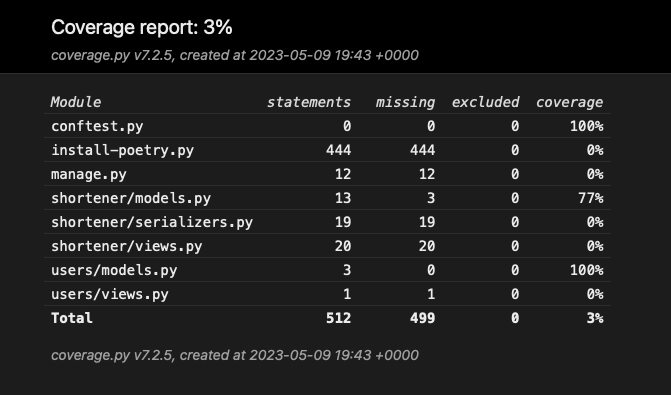 Coverage report: 3%
coverage.py v7.2.5, created at 2023-05-09 19:43 +0000
Module statements missing excluded coverage
conftest.py 0 0 0 100%
install-poetry.py 444 444 0 0%
manage.py 12 12 0 0%
shortener/models.py 13 3 0 77%
shortener/serializers.py 19 19 0 0%
shortener/views.py 20 20 0 0%
users/models.py 3 0 0 100%
users/views.py 1 1 0 0%
Total 512 499 0 3%
coverage.py v7.2.5, created at 2023-05-09 19:43 +0000